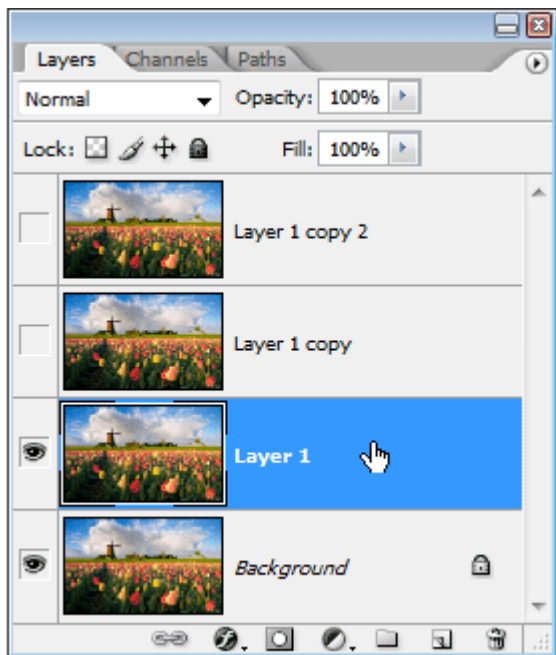 Layers Channels Paths
Normal Opacity: 100%
Lock: Fill: 100%
Layer 1 copy 2
Layer 1 copy
Layer 1
Background